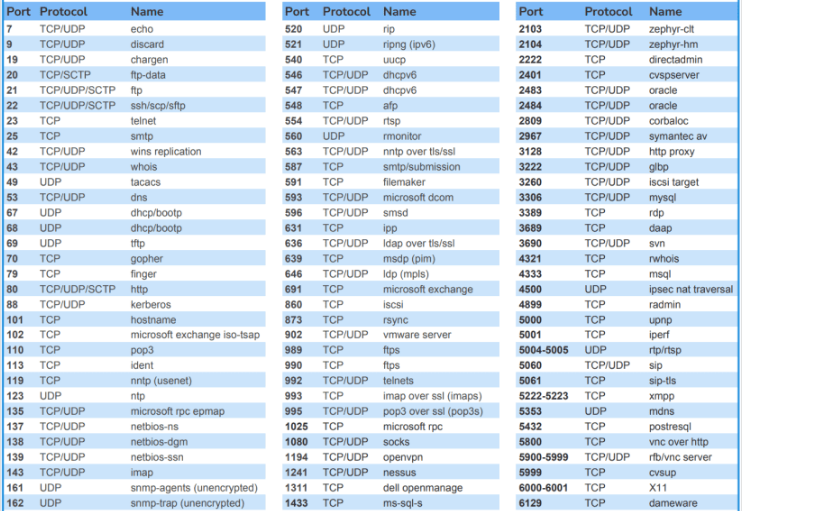 Port Protocol Name
7 TCP/UDP echo
9 TCP/UDP discard
19 TCP/UDP chargen
20 TCP/SCTP ftp-data
21 TCP/UDP/SCTP ftp
22 TCP/UDP/SCTP ssh/scp/sftp
23 TCP telnet
25 TCP smtp
42 TCP/UDP wins replication
43 TCP/UDP whois
49 UDP tacacs
53 TCP/UDP dns
67 UDP dhcp/bootp
68 UDP dhcp/bootp
69 UDP tftp
70 TCP gopher
79 TCP finger
80 TCP/UDP/SCTP http
88 TCP/UDP kerberos
101 TCP hostname
102 TCP microsoft exchange iso-tsap
110 TCP pop3
113 TCP ident
119 TCP nntp (usenet)
123 UDP ntp
135 TCP/UDP microsoft rpc epmap
137 TCP/UDP netbios-ns
138 TCP/UDP netbios-dgm
139 TCP/UDP netbios-ssn
143 TCP/UDP imap
161 UDP snmp-agents (unencrypted)
162 UDP snmp-trap (unencrypted)
Port Protocol Name
520 UDP rip
521 UDP ripng (ipv6)
540 TCP uucp
546 TCP/UDP dhcpv6
547 TCP/UDP dhcpv6
548 TCP afp
554 TCP/UDP rtsp
560 UDP rmonitor
563 TCP/UDP nntp over tls/ssl
587 TCP smtp/submission
591 TCP filemaker
593 TCP/UDP microsoft dcom
596 TCP/UDP smsd
631 TCP ipp
636 TCP/UDP ldap over tls/ssl
639 TCP msdp (pim)
646 TCP/UDP ldp (mpls)
691 TCP microsoft exchange
860 TCP iscsi
873 TCP rsync
902 TCP/UDP vmware server
989 TCP ftps
990 TCP ftps
992 TCP/UDP telnets
993 TCP imap over ssl (imaps)
995 TCP/UDP pop3 over ssl (pop3s)
1025 TCP microsoft rpc
1080 TCP/UDP socks
1194 TCP/UDP openvpn
1241 TCP/UDP nessus
1311 TCP dell openmanage
1433 TCP ms-sql-s
Port Protocol Name
2103 TCP/UDP zephyr-clt
2104 TCP/UDP zephyr-hm
2222 TCP directadmin
2401 TCP cvspserver
2483 TCP/UDP oracle
2484 TCP/UDP oracle
2809 TCP/UDP corbaloc
2967 TCP/UDP symantec av
3128 TCP/UDP http proxy
3222 TCP/UDP glbp
3260 TCP/UDP iscsi target
3306 TCP/UDP mysql
3389 TCP rdp
3689 TCP daap
3690 TCP/UDP svn
4321 TCP rwhois
4333 TCP msql
4500 UDP ipsec nat traversal
4899 TCP radmin
5000 TCP upnp
5001 TCP iperf
5004-5005 UDP rtp/rtsp
5060 TCP/UDP sip
5061 TCP sip-tls
5222-5223 TCP xmpp
5353 UDP mdns
5432 TCP postresql
5800 TCP vnc over http
5900-5999 TCP/UDP rfb/vnc server
5999 TCP cvsup
6000-6001 TCP X11
6129 TCP dameware